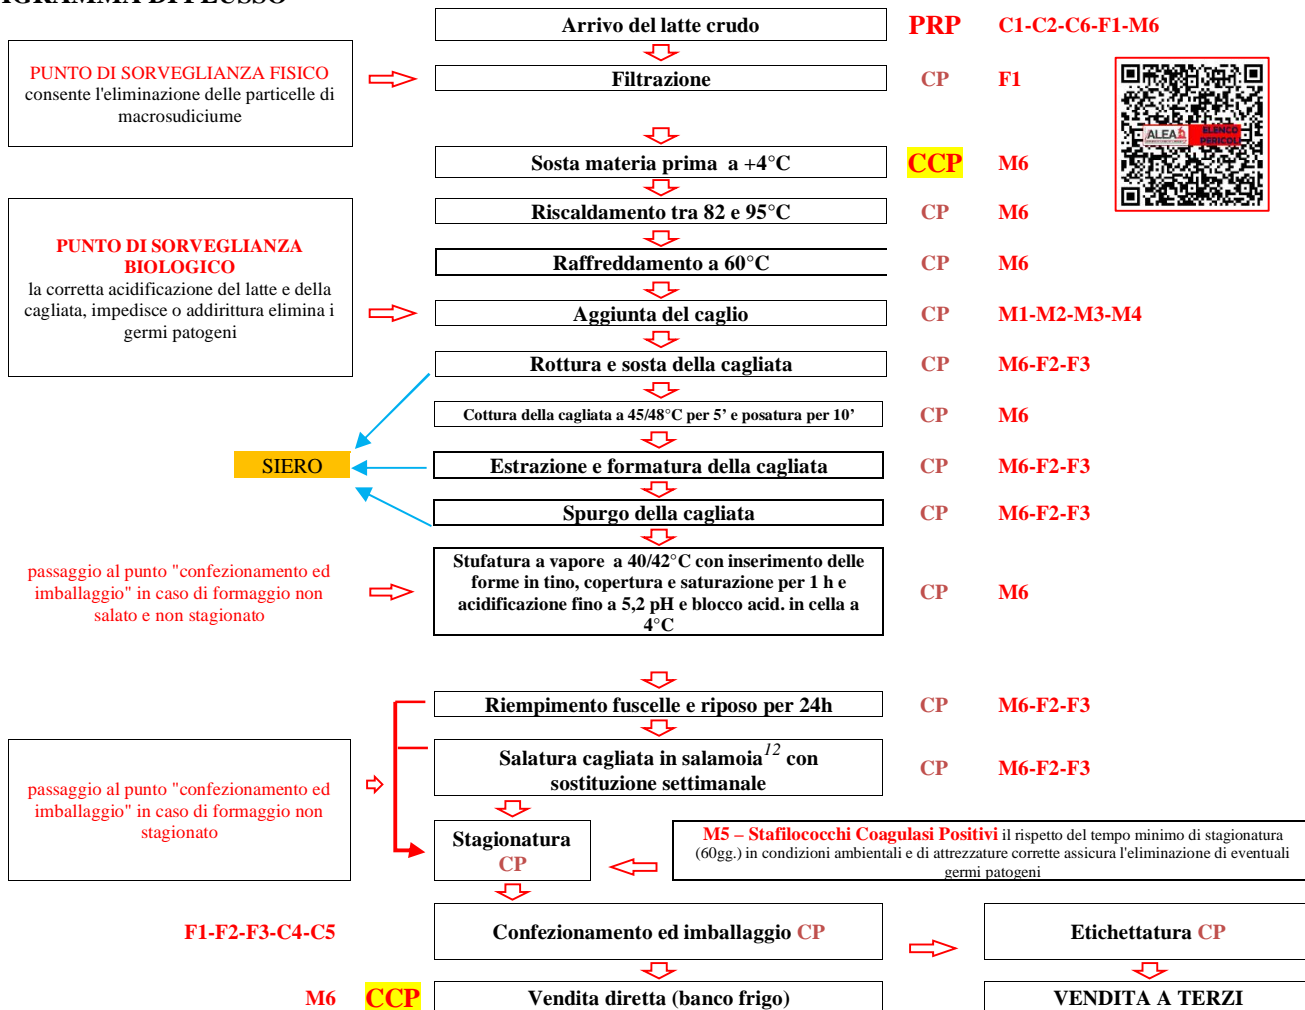 AGRAMMA DI FLUSSO
Arrivo del latte crudo
PRP
C1-C2-C6-F1-M6
PUNTO DI SORVEGLIANZA FISICO
consente l'eliminazione delle particelle di
macrosudiciume
Filtrazione
CP
F1
ALEA
ELENCO
PERICOLI
Sosta materia prima a +4°C
CCP
M6
Riscaldamento tra 82 e 95°C
CP
M6
PUNTO DI SORVEGLIANZA
BIOLOGICO
la corretta acidificazione del latte e della
cagliata, impedisce o addirittura elimina i
germi patogeni
Raffreddamento a 60°C
CP
M6
Aggiunta del caglio
CP
M1-M2-M3-M4
Rottura e sosta della cagliata
CP
M6-F2-F3
Cottura della cagliata a 45/48°C per 5' e posatura per 10'
CP
M6
SIERO
Estrazione e formatura della cagliata
CP
M6-F2-F3
Spurgo della cagliata
CP
M6-F2-F3
passaggio al punto "confezionamento ed
imballaggio" in caso di formaggio non
salato e non stagionato
Stufatura a vapore a 40/42°C con inserimento delle
forme in tino, copertura e saturazione per 1 h e
acidificazione fino a 5,2 pH e blocco acid. in cella a
4°C
CP
M6
Riempimento fuscelle e riposo per 24h
CP
M6-F2-F3
passaggio al punto "confezionamento ed
imballaggio" in caso di formaggio non
stagionato
Salatura cagliata in salamoia12 con
sostituzione settimanale
CP
M6-F2-F3
Stagionatura
CP
M5 – Stafilococchi Coagulasi Positivi il rispetto del tempo minimo di stagionatura
(60gg.) in condizioni ambientali e di attrezzature corrette assicura l'eliminazione di eventuali
germi patogeni
F1-F2-F3-C4-C5
Confezionamento ed imballaggio CP
Etichettatura CP
M6
CCP
Vendita diretta (banco frigo)
VENDITA A TERZI